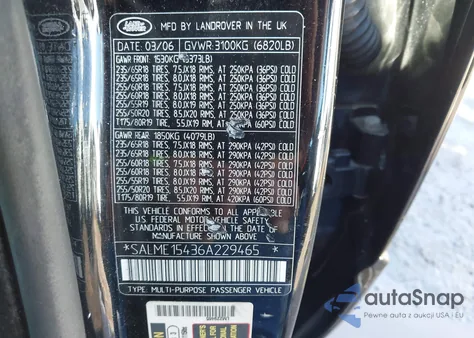 LAND
ROVER
MFG BY LANDROVER IN THE UK
DATE 03/06 GVWR 3100KG (6820LB)
GAWR FRONT: 1530KG (3373LB)
235/65R18 TIRES, 7.5JX18 RIMS, AT 250KPA (36PSI) COLD
235/65R18 TIRES, 8.0JX18 RIMS, AT 250KPA (36PSI) COLD
255/60R18 TIRES, 7.5JX18 RIMS, AT 250KPA (36PSI) COLD
255/60R18 TIRES, 8.0JX18 RIMS, AT 250KPA (36PSI) COLD
255/55R19 TIRES, 8.0JX19 RIMS, AT 250KPA (36PSI) COLD
255/50R20 TIRES, 8.5JX20 RIMS, AT 250KPA (36PSI) COLD
T175/80R19 TIRES, 5.5JX19 RIM, AT (60PSI) COLD
GAWR REAR: 1850KG (4079LB)
235/65R18 TIRES, 7.5JX18 RIMS, AT 290KPA (42PSI) COLD
235/65R18 TIRES, 8.0JX18 RIMS, AT 290KPA (42PSI) COLD
255/60R18 TIRES, 7.5JX18 RIMS, AT 290KPA (42PSI) COLD
255/60R18 TIRES, 8.0JX18 RIMS, AT 290KPA (42PSI) COLD
255/55R19 TIRES, 8.0JX19 RIMS, AT 290KPA (42PSI) COLD
255/50R20 TIRES, 8.5JX20 RIMS, AT 290KPA (42PSI) COLD
T175/80R19 TIRES, 5.5JX19 RIM, AT 420KPA (60PSI) COLD
THIS VEHICLE CONFORMS TO ALL APPLICABLE
U.S. FEDERAL MOTOR VEHICLE SAFETY
STANDARDS IN EFFECT ON THE DATE OF
MANUFACTURE SHOWN ABOVE.
*SALME15436A229465*
TYPE: MULTI-PURPOSE PASSENGER VEHICLE
autoSnap
Pewne auta z aukcji USA i EU